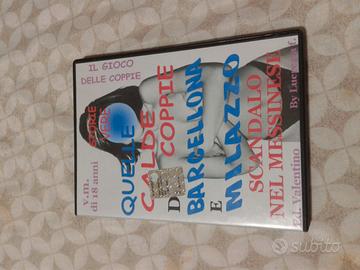 IL GIOCO
DELLE COPPIE
STORIE
VERE
v.m.
di 18 anni
QUELLE
CALDE
COPPIE
DI
BARCELLONA
E
MILAZZO
SCANDALO
NEL MESSINESE
Ed. Valentino
subito